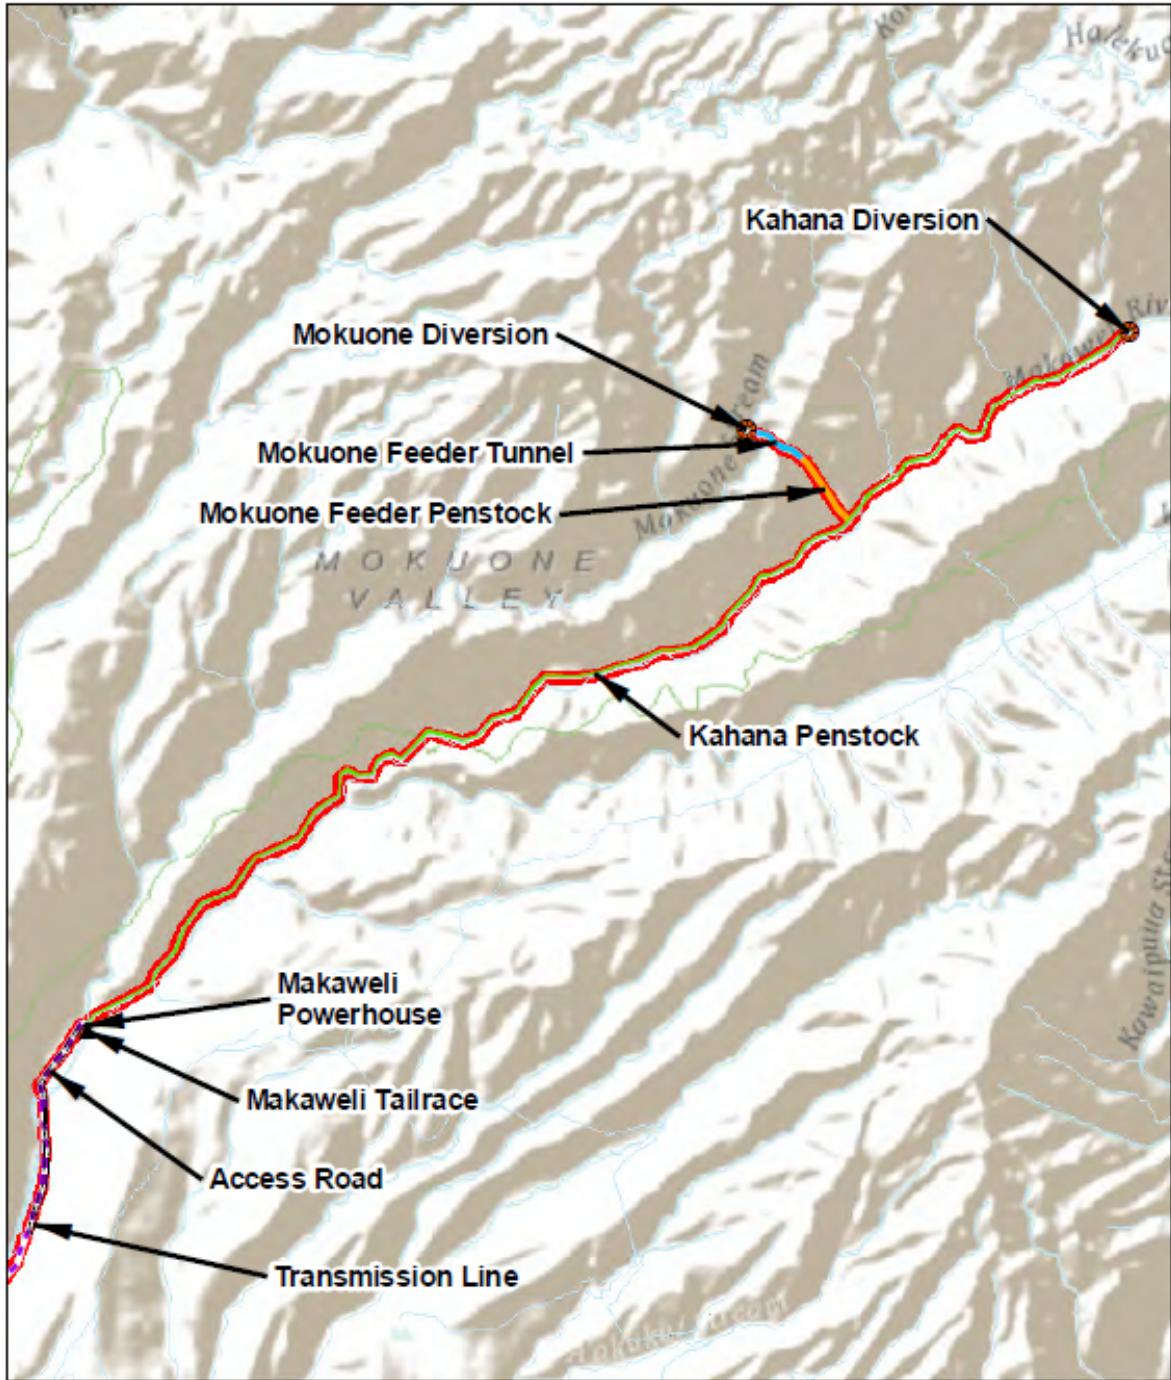 Kahana Diversion
Mokuone Diversion
Mokuone Feeder Tunnel
Mokuone Feeder Penstock
MOKUONE
VALLEY
Kahana Penstock
Makaweli
Powerhouse
Makaweli Tailrace
Access Road
Transmission Line